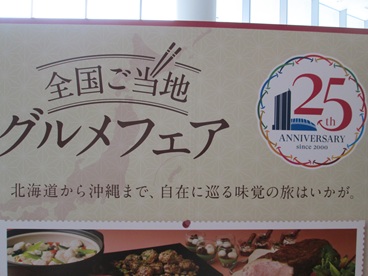 全国ご当地
グルメフェア
25th
ANNIVERSARY
since 2000
北海道から沖縄まで、自在に巡る味覚の旅はいかが。